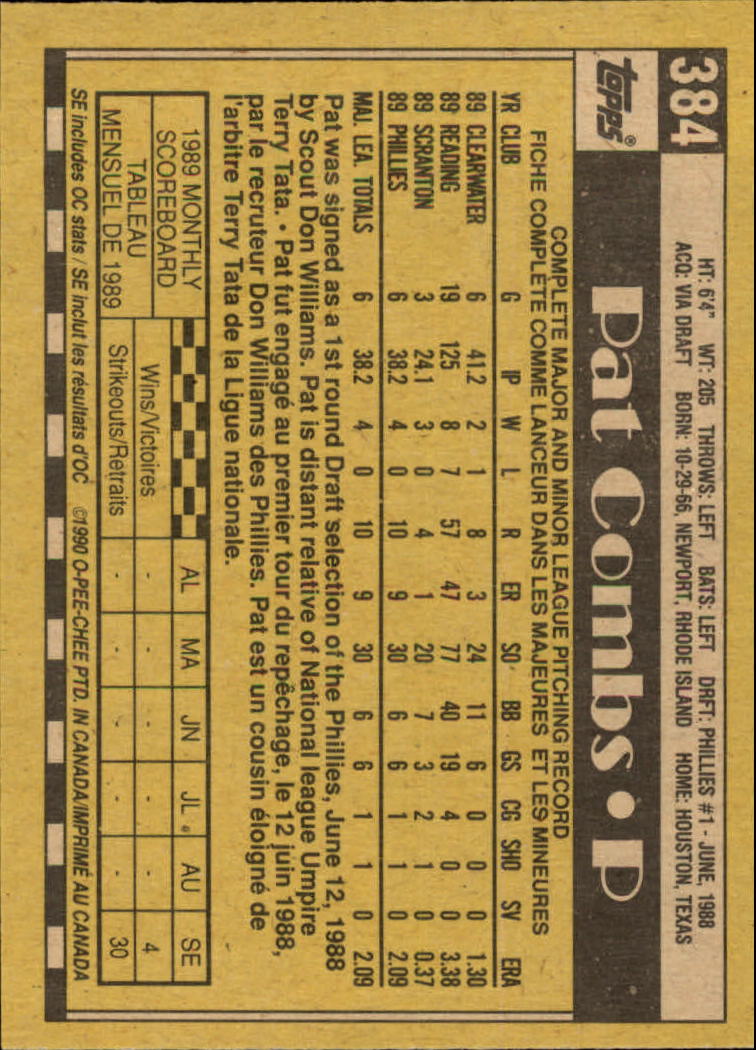 384
HT: 6'4" WT: 205 THROWS: LEFT BATS: LEFT DRFT: PHILLIES #1 - JUNE, 1988
ACQ: VIA DRAFT BORN: 10-29-66, NEWPORT, RHODE ISLAND HOME: HOUSTON, TEXAS
topps®
Pat Combs • P
COMPLETE MAJOR AND MINOR LEAGUE PITCHING RECORD
FICHE COMPLÈTE COMME LANCEUR DANS LES MAJEURES ET LES MINEURES
YR CLUB G IP W L R ER SO BB GS CG SHO SV ERA
89 CLEARWATER 6 41.2 2 1 8 3 24 11 6 0 0 0 1.30
89 READING 19 125 8 7 57 47 77 40 19 4 0 0 3.38
89 SCRANTON 3 24.1 3 0 4 1 20 7 3 2 1 0 0.37
89 PHILLIES 6 38.2 4 0 10 9 30 6 6 1 1 0 2.09
MAJ. LEA. TOTALS 6 38.2 4 0 10 9 30 6 6 1 1 0 2.09
Pat was signed as a 1st round Draft selection of the Phillies, June 12, 1988
by Scout Don Williams. Pat is distant relative of National league Umpire
Terry Tata. • Pat fut engagé au premier tour du repêchage, le 12 juin 1988,
par le recruteur Don Williams des Phillies. Pat est un cousin éloigné de
l'arbitre Terry Tata de la Ligue nationale.
1989 MONTHLY SCOREBOARD
TABLEAU MENSUEL DE 1989
AL MA JN JL AU SE
Wins/Victoires - - - - - 4
Strikeouts/Retraits - - - - - 30
SE includes OC stats / SE inclut les résultats d'OC ©1990 O-PEE-CHEE PTD. IN CANADA/IMPRIMÉ AU CANADA